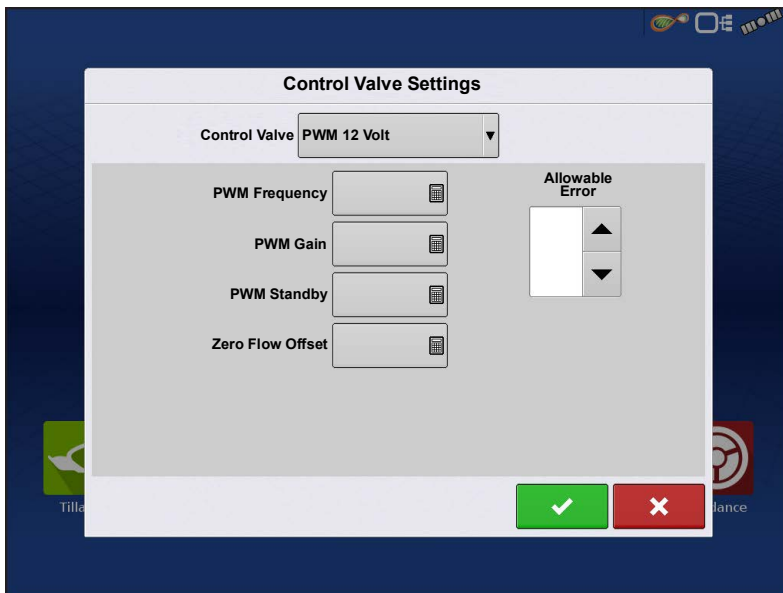 Control Valve Settings
Control Valve PWM 12 Volt
PWM Frequency
Allowable
Error
PWM Gain
PWM Standby
Zero Flow Offset
Tilla
dance